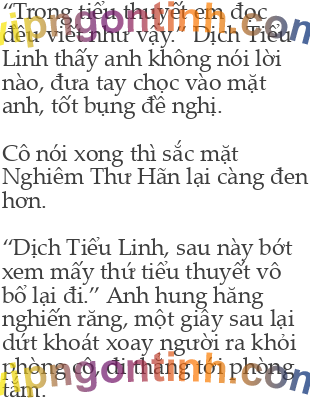 “Trong tiểu thuyết em đọc
đều viết như vậy.” Dịch Tiểu
Linh thấy anh không nói lời
nào, đưa tay chọc vào mặt
anh, tốt bụng đề nghị.
Cô nói xong thì sắc mặt
Nghiêm Thư Hãn lại càng đen
hơn.
“Dịch Tiểu Linh, sau này bớt
xem mấy thứ tiểu thuyết vô
bổ lại đi.” Anh hung hăng
nghiến răng, một giây sau lại
dứt khoát xoay người ra khỏi
phòng cô, đi thẳng tới phòng
tắm.